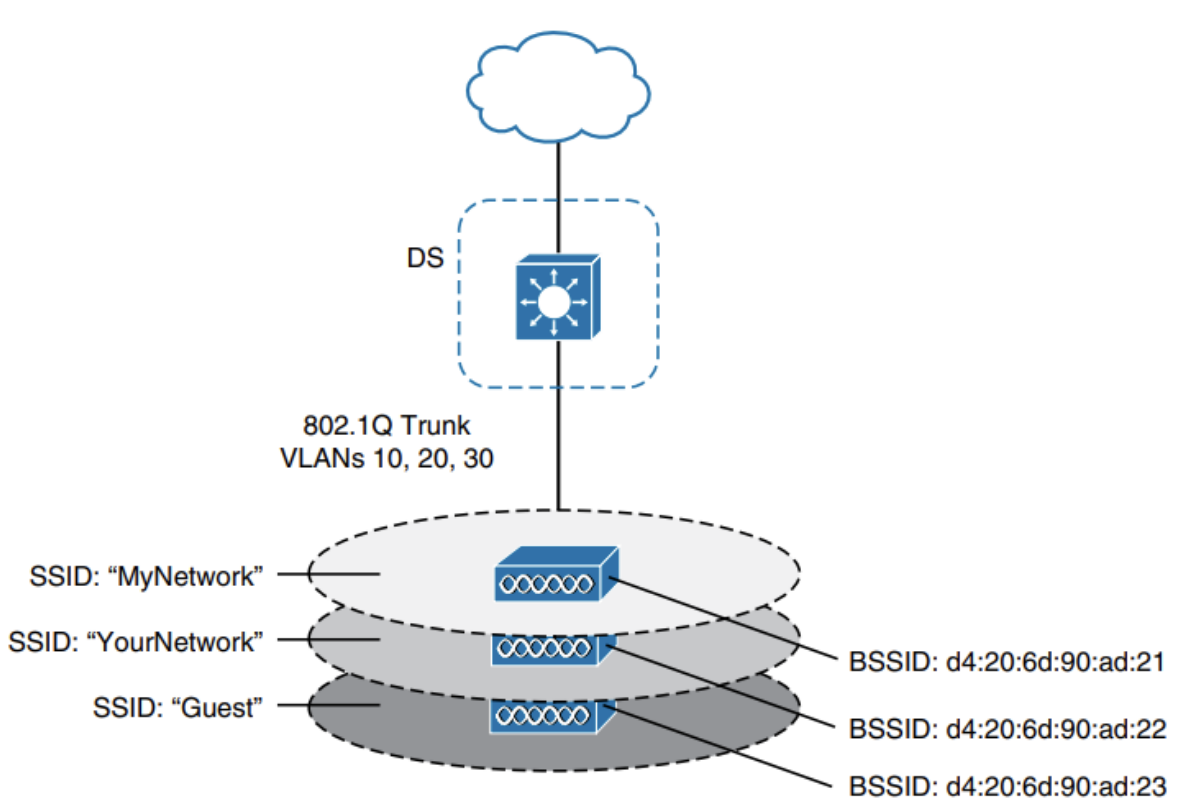 DS
802.1Q Trunk
VLANs 10, 20, 30
SSID: “MyNetwork”
SSID: “YourNetwork”
SSID: “Guest”
BSSID: d4:20:6d:90:ad:21
BSSID: d4:20:6d:90:ad:22
BSSID: d4:20:6d:90:ad:23